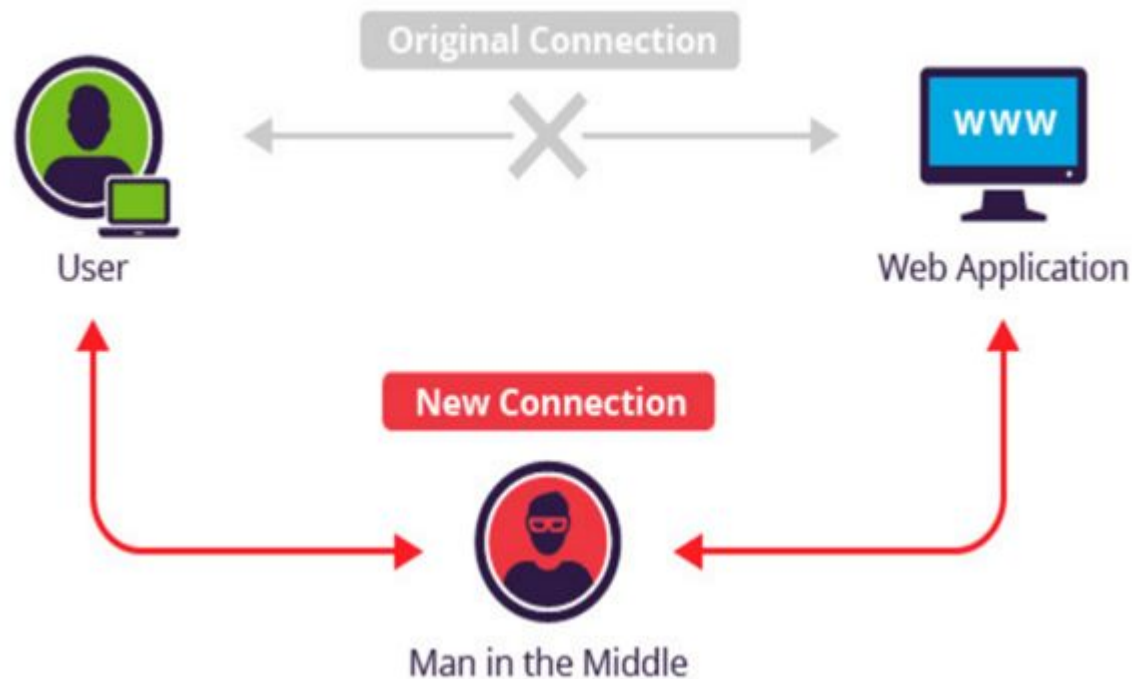 Original Connection
WWW
User
Web Application
New Connection
Man in the Middle